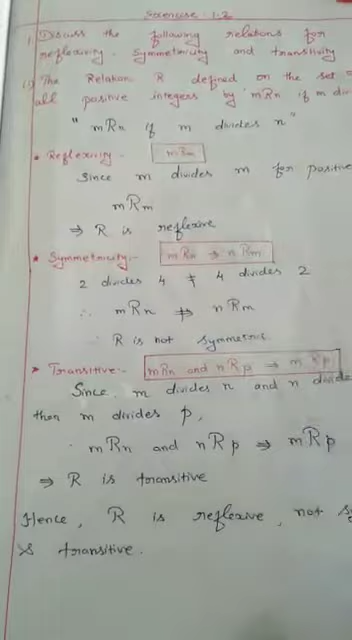 Exercise 1.2
1. Discuss the following relations for
reflexivity, symmetricity and transitivity
i) The Relation R defined on the set
all positive integers by mRn if m di
"mRn if m divides n"
* Reflexivity - mRm
Since m divides m for positive
mRm
⇒ R is reflexive
* Symmetricity:- mRn ⇒ nRm
2 divides 4 ≠ 4 divides 2
∴ mRn ⇏ nRm
∴ R is not symmetric
➤ Transitive:- mRn and nRp ⇒ mRp
Since m divides n and n divide
then m divides p,
mRn and nRp ⇒ mRp
⇒ R is transitive
Hence, R is reflexive, not sy
& transitive.